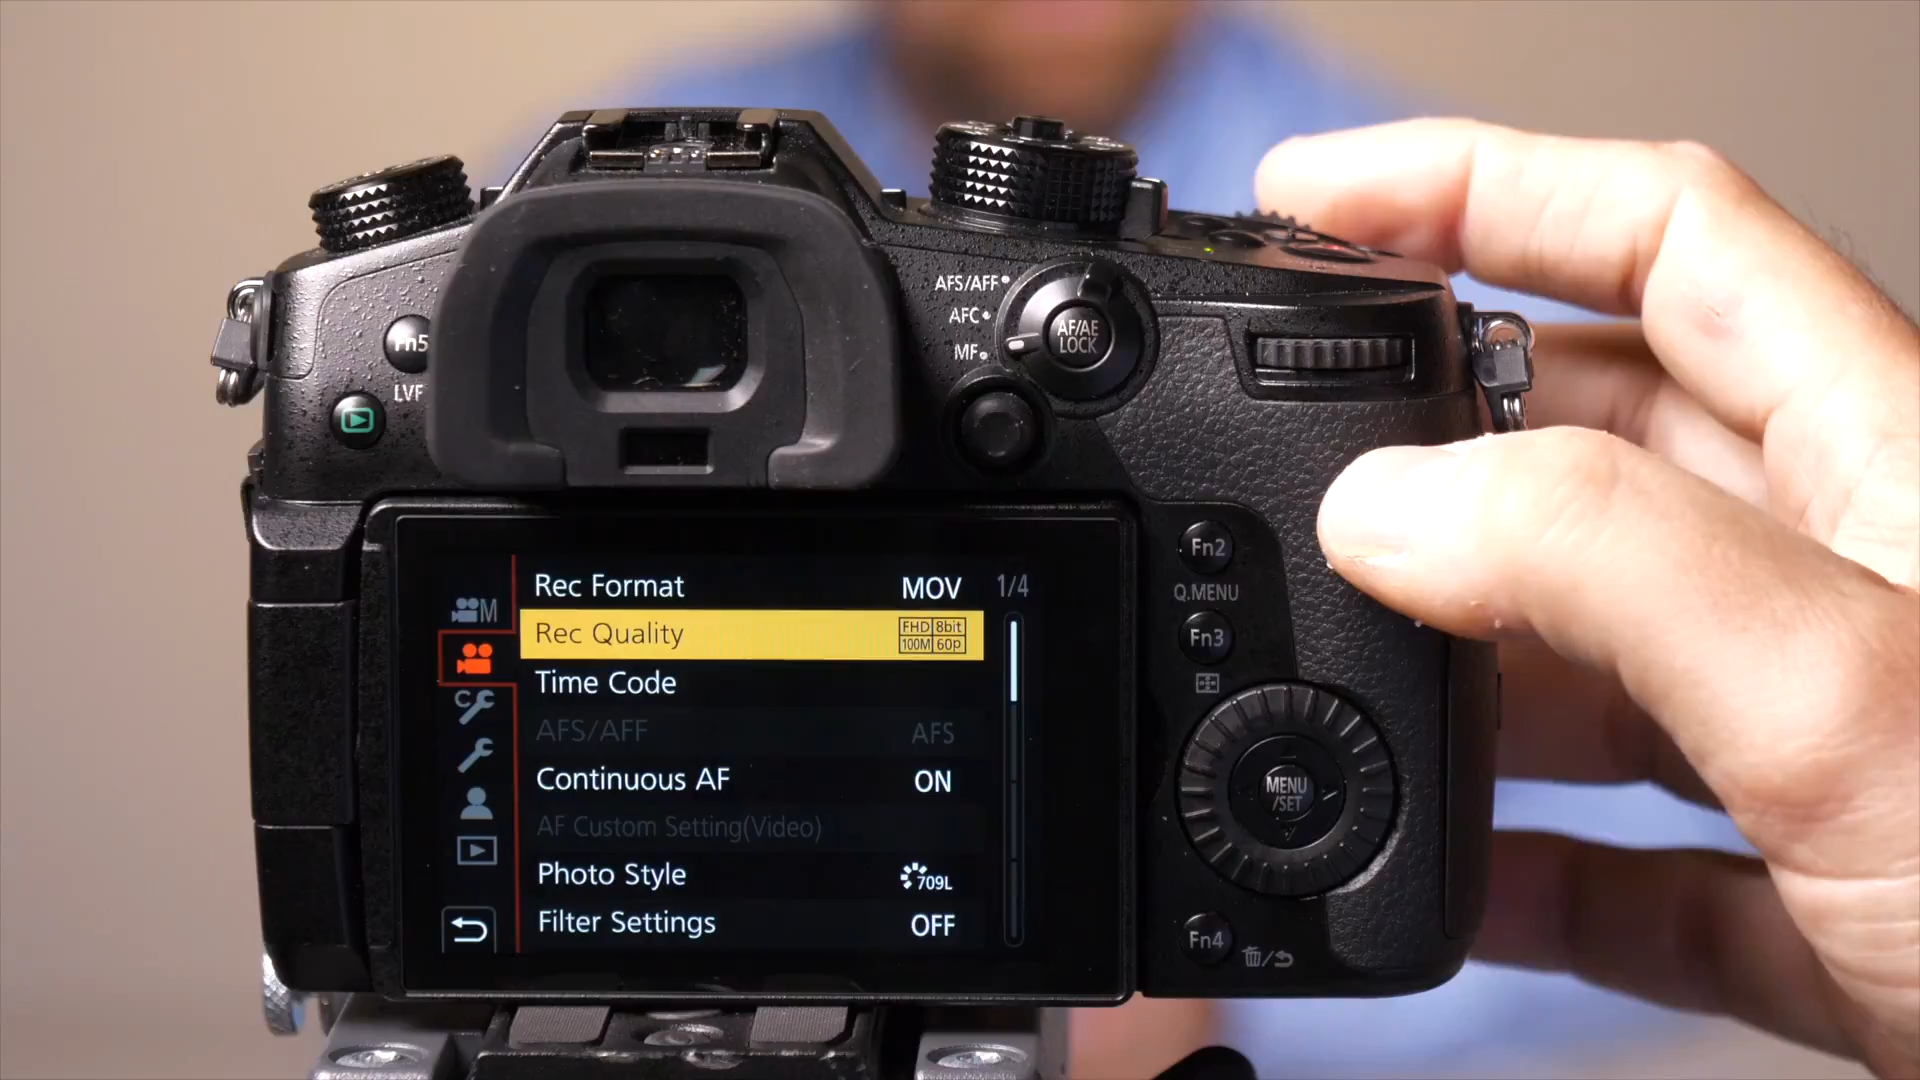 AFS/AFF
AFC
MF
AF/AE
LOCK
Fn5
LVF
Fn2
Q.MENU
Fn3
MENU
/SET
Fn4
Rec Format MOV 1/4
Rec Quality FHD 8bit
100M 60p
Time Code
AFS/AFF AFS
Continuous AF ON
AF Custom Setting(Video)
Photo Style 709L
Filter Settings OFF
M
C